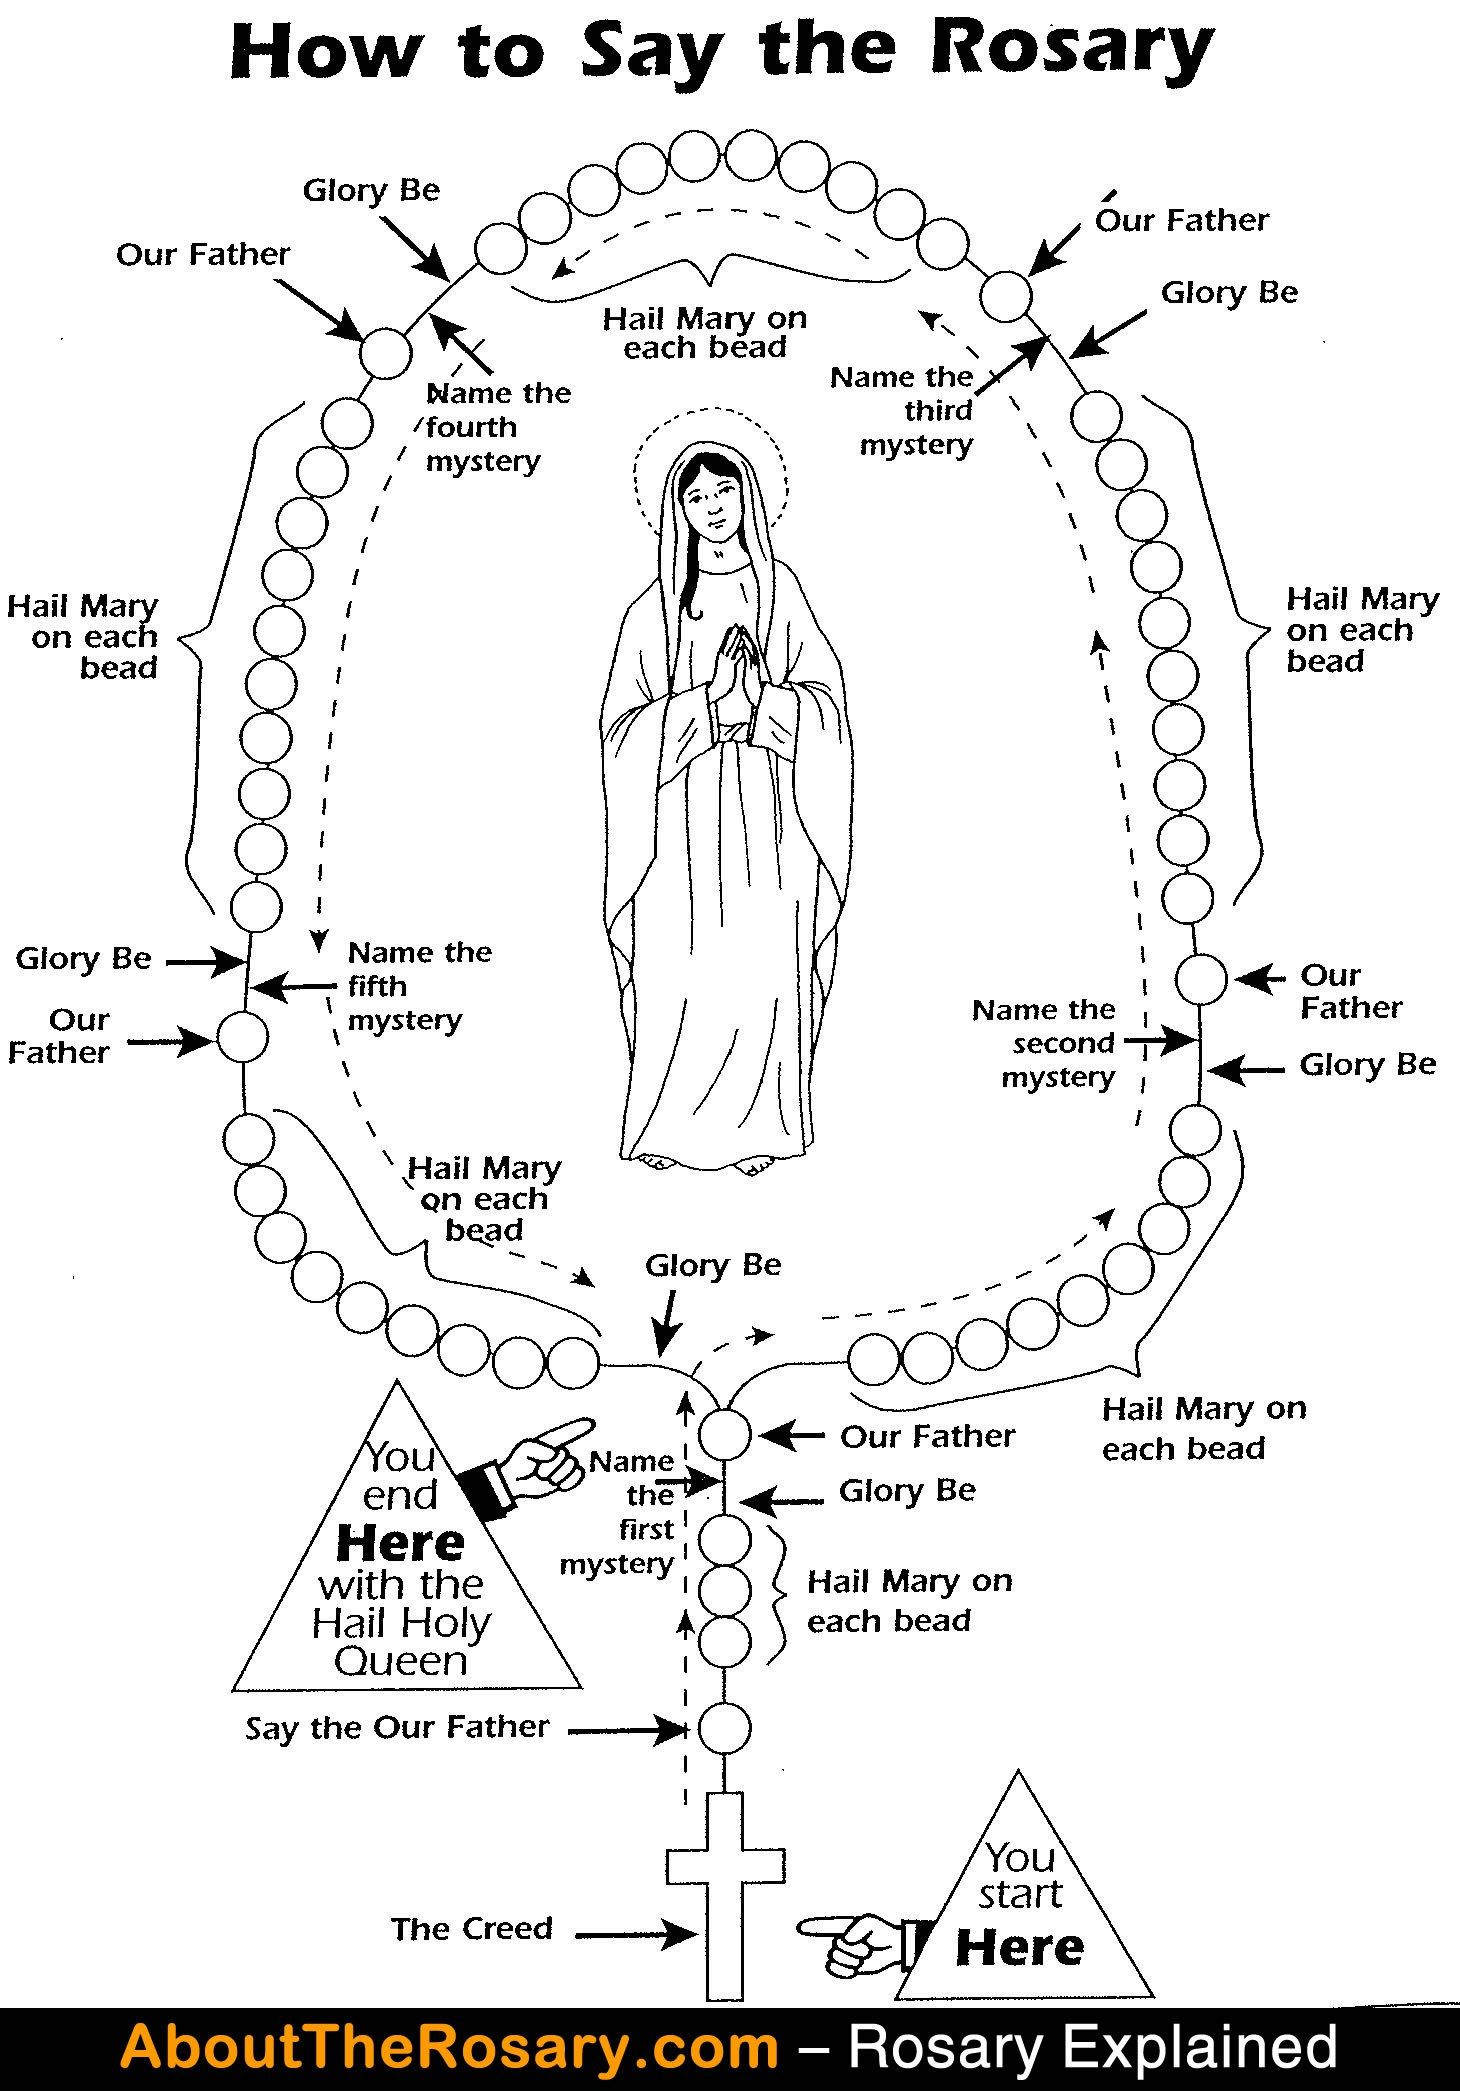 How to Say the Rosary
Glory Be
Our Father
Our Father
Glory Be
Hail Mary on
each bead
Name the
fourth
mystery
Name the
third
mystery
Hail Mary
on each
bead
Hail Mary
on each
bead
Glory Be
Our
Father
Name the
fifth
mystery
Name the
second
mystery
Our
Father
Glory Be
Hail Mary
on each
bead
Glory Be
Hail Mary on
each bead
You
end
Here
with the
Hail Holy
Queen
Name
the
first
mystery
Our Father
Glory Be
Hail Mary on
each bead
Say the Our Father
The Creed
You
start
Here
AboutTheRosary.com – Rosary Explained